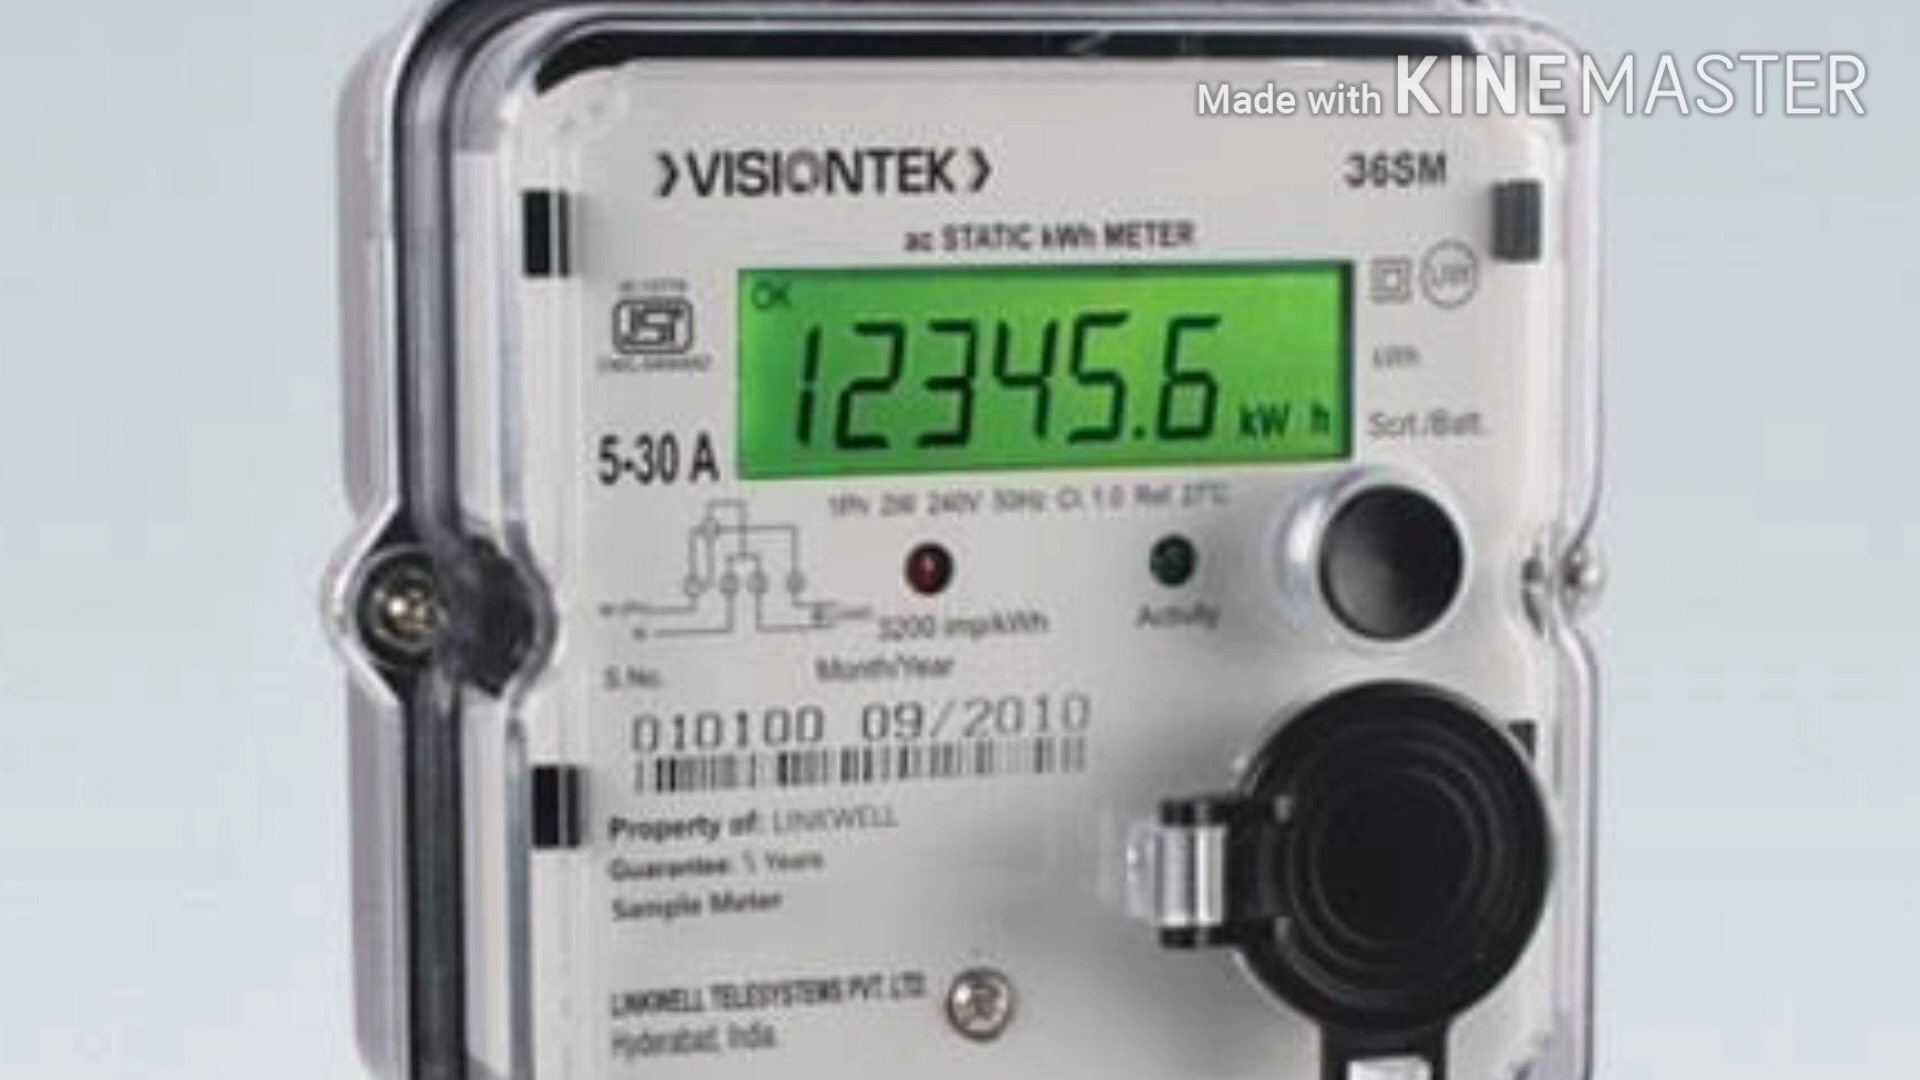 Made with KINEMASTER
VISIONTEK
36SM
ac STATIC kWh METER
OK
12345.6 kW h
kWh
Scrt./Batt.
5-30 A
1Ph 2W 240V 50Hz Cl. 1.0 Ref 27°C
3200 imp/kWh
Activity
S.No.
Month/Year
010100 09/2010
Property of: LINKWELL
Guarantee: 5 Years
Sample Meter
LINKWELL TELESYSTEMS PVT. LTD.
Hyderabad, India